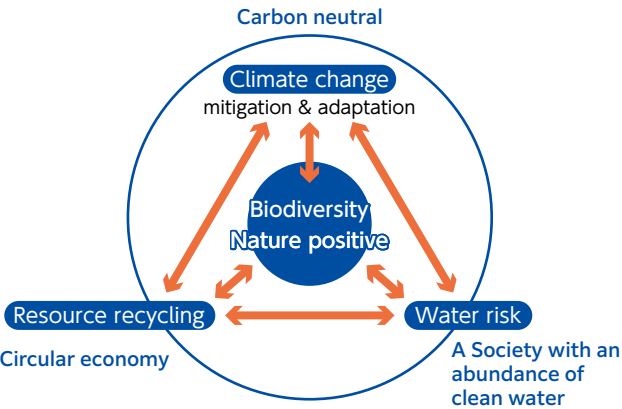 Carbon neutral
Climate change
mitigation & adaptation
Biodiversity
Nature positive
Resource recycling
Water risk
Circular economy
A Society with an
abundance of
clean water